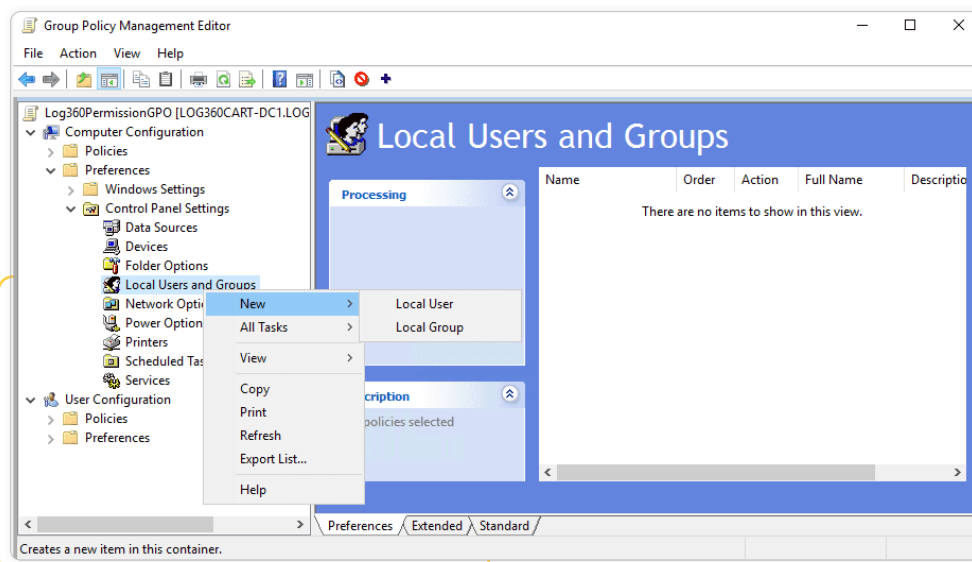 Group Policy Management Editor
File Action View Help
Log360PermissionGPO [LOG360CART-DC1.LOG
Computer Configuration
Policies
Preferences
Windows Settings
Control Panel Settings
Data Sources
Devices
Folder Options
Local Users and Groups
Network Opti
Power Option
Printers
Scheduled Tas
Services
User Configuration
Policies
Preferences
New
All Tasks
View
Copy
Print
Refresh
Export List...
Help
Local User
Local Group
Local Users and Groups
Processing
cription
policies selected
Name Order Action Full Name Descriptio
There are no items to show in this view.
Preferences Extended Standard
Creates a new item in this container.